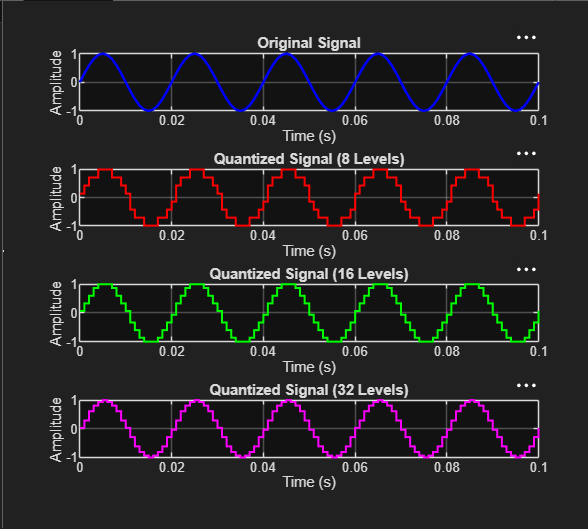 Original Signal
Amplitude
1
0
-1
0 0.02 0.04 0.06 0.08 0.1
Time (s)
Quantized Signal (8 Levels)
Amplitude
1
0
-1
0 0.02 0.04 0.06 0.08 0.1
Time (s)
Quantized Signal (16 Levels)
Amplitude
1
0
-1
0 0.02 0.04 0.06 0.08 0.1
Time (s)
Quantized Signal (32 Levels)
Amplitude
1
0
-1
0 0.02 0.04 0.06 0.08 0.1
Time (s)